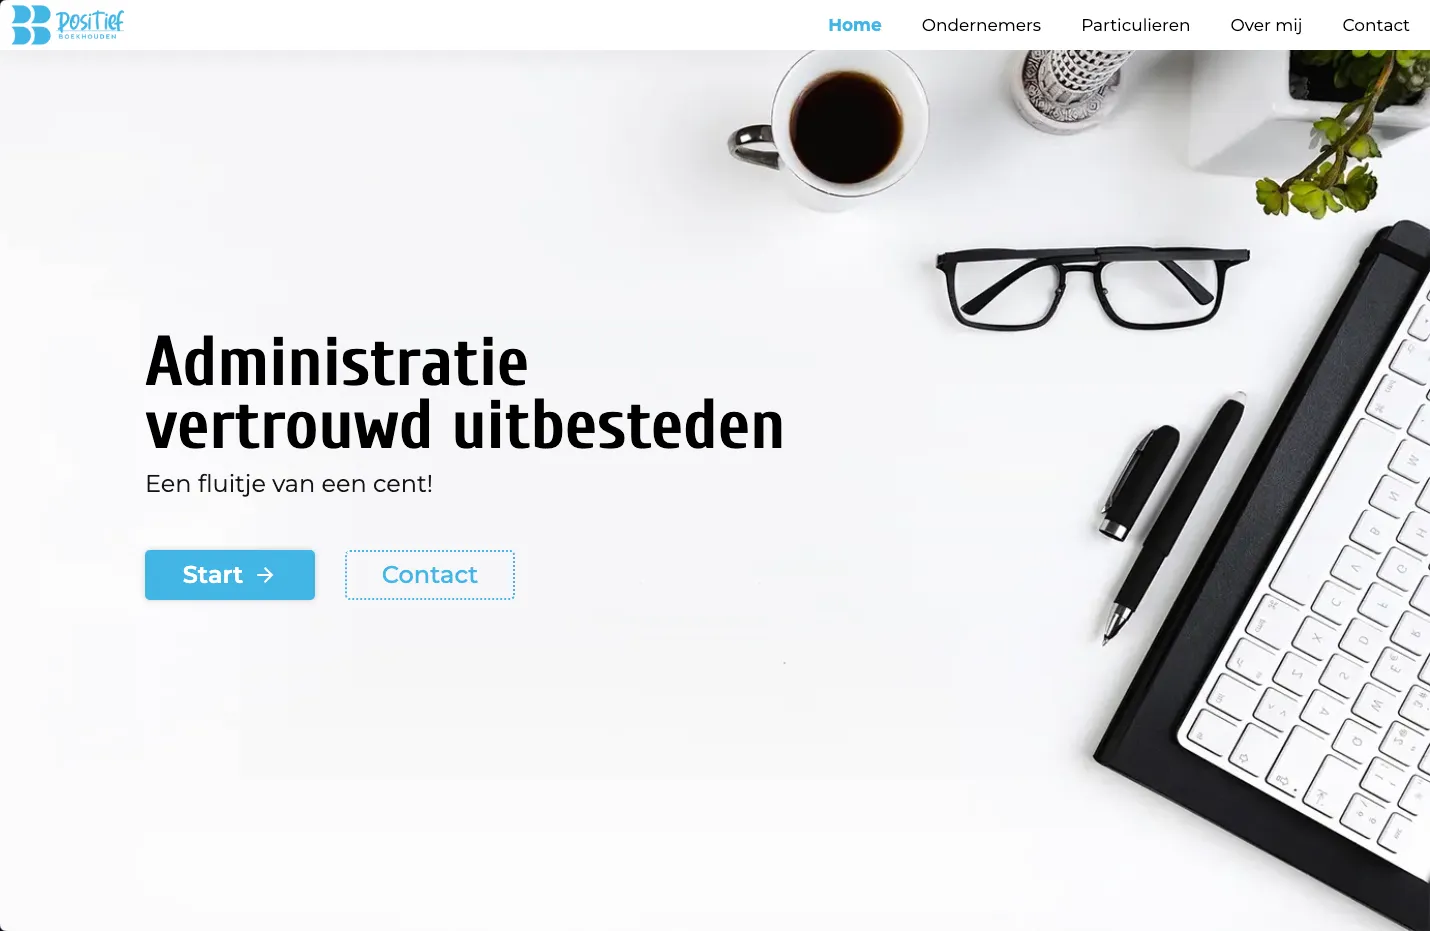 Positief
BOEKHOUDEN
Home
Ondernemers
Particulieren
Over mij
Contact
Administratie
vertrouwd uitbesteden
Een fluitje van een cent!
Start →
Contact